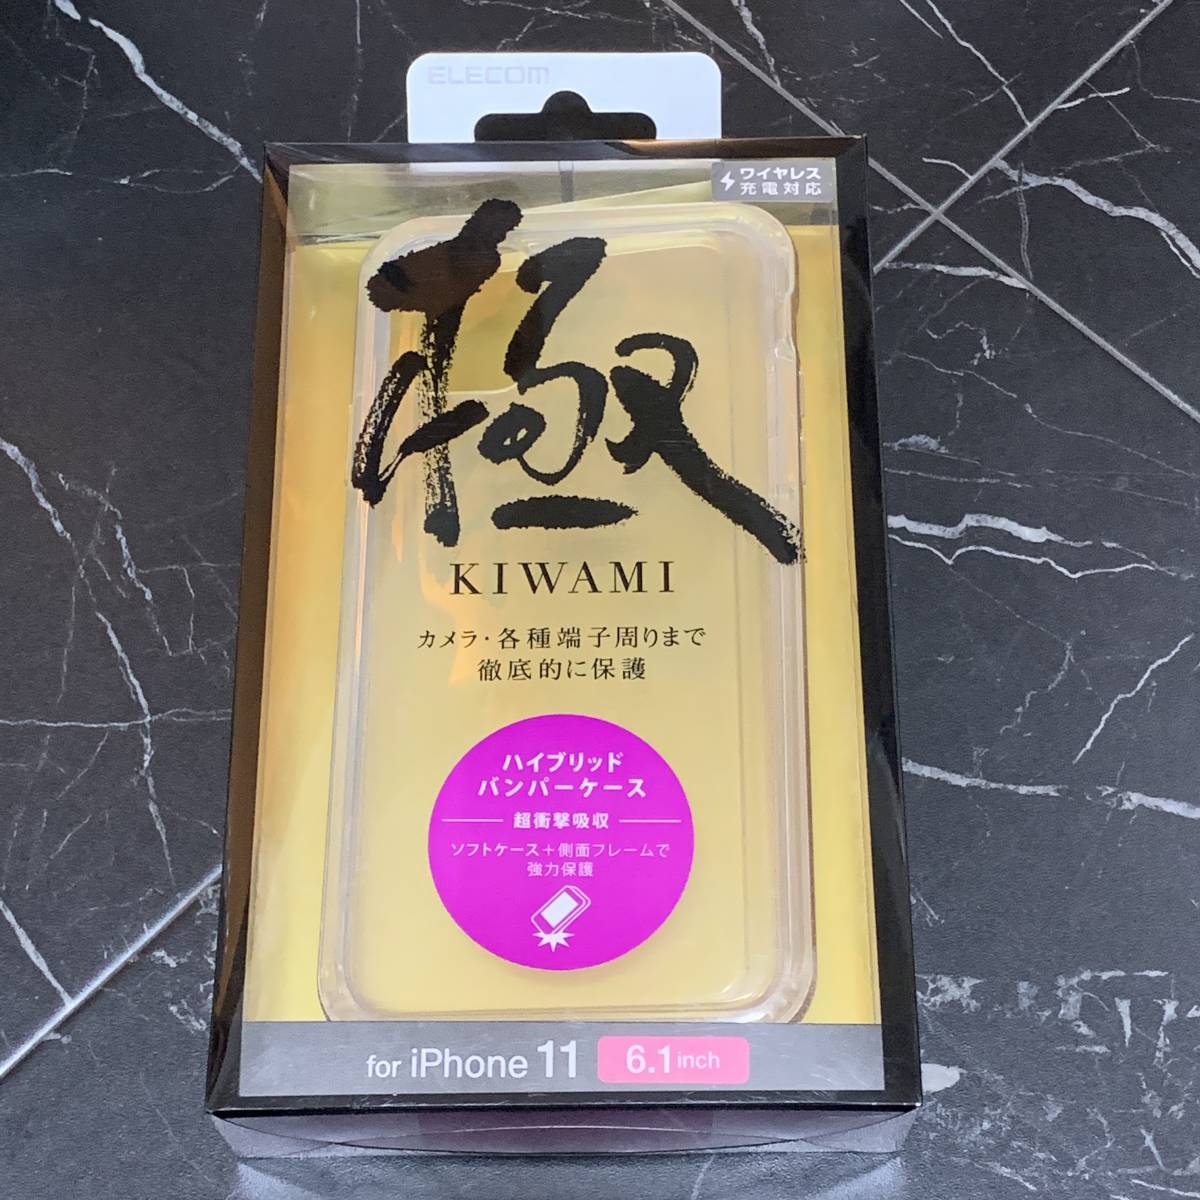 ELECOM
ワイヤレス
充電対応
極
KIWAMI
カメラ・各種端子周りまで
徹底的に保護
ハイブリッド
バンパーケース
超衝撃吸収
ソフトケース+側面フレームで
強力保護
for iPhone 11 6.1inch